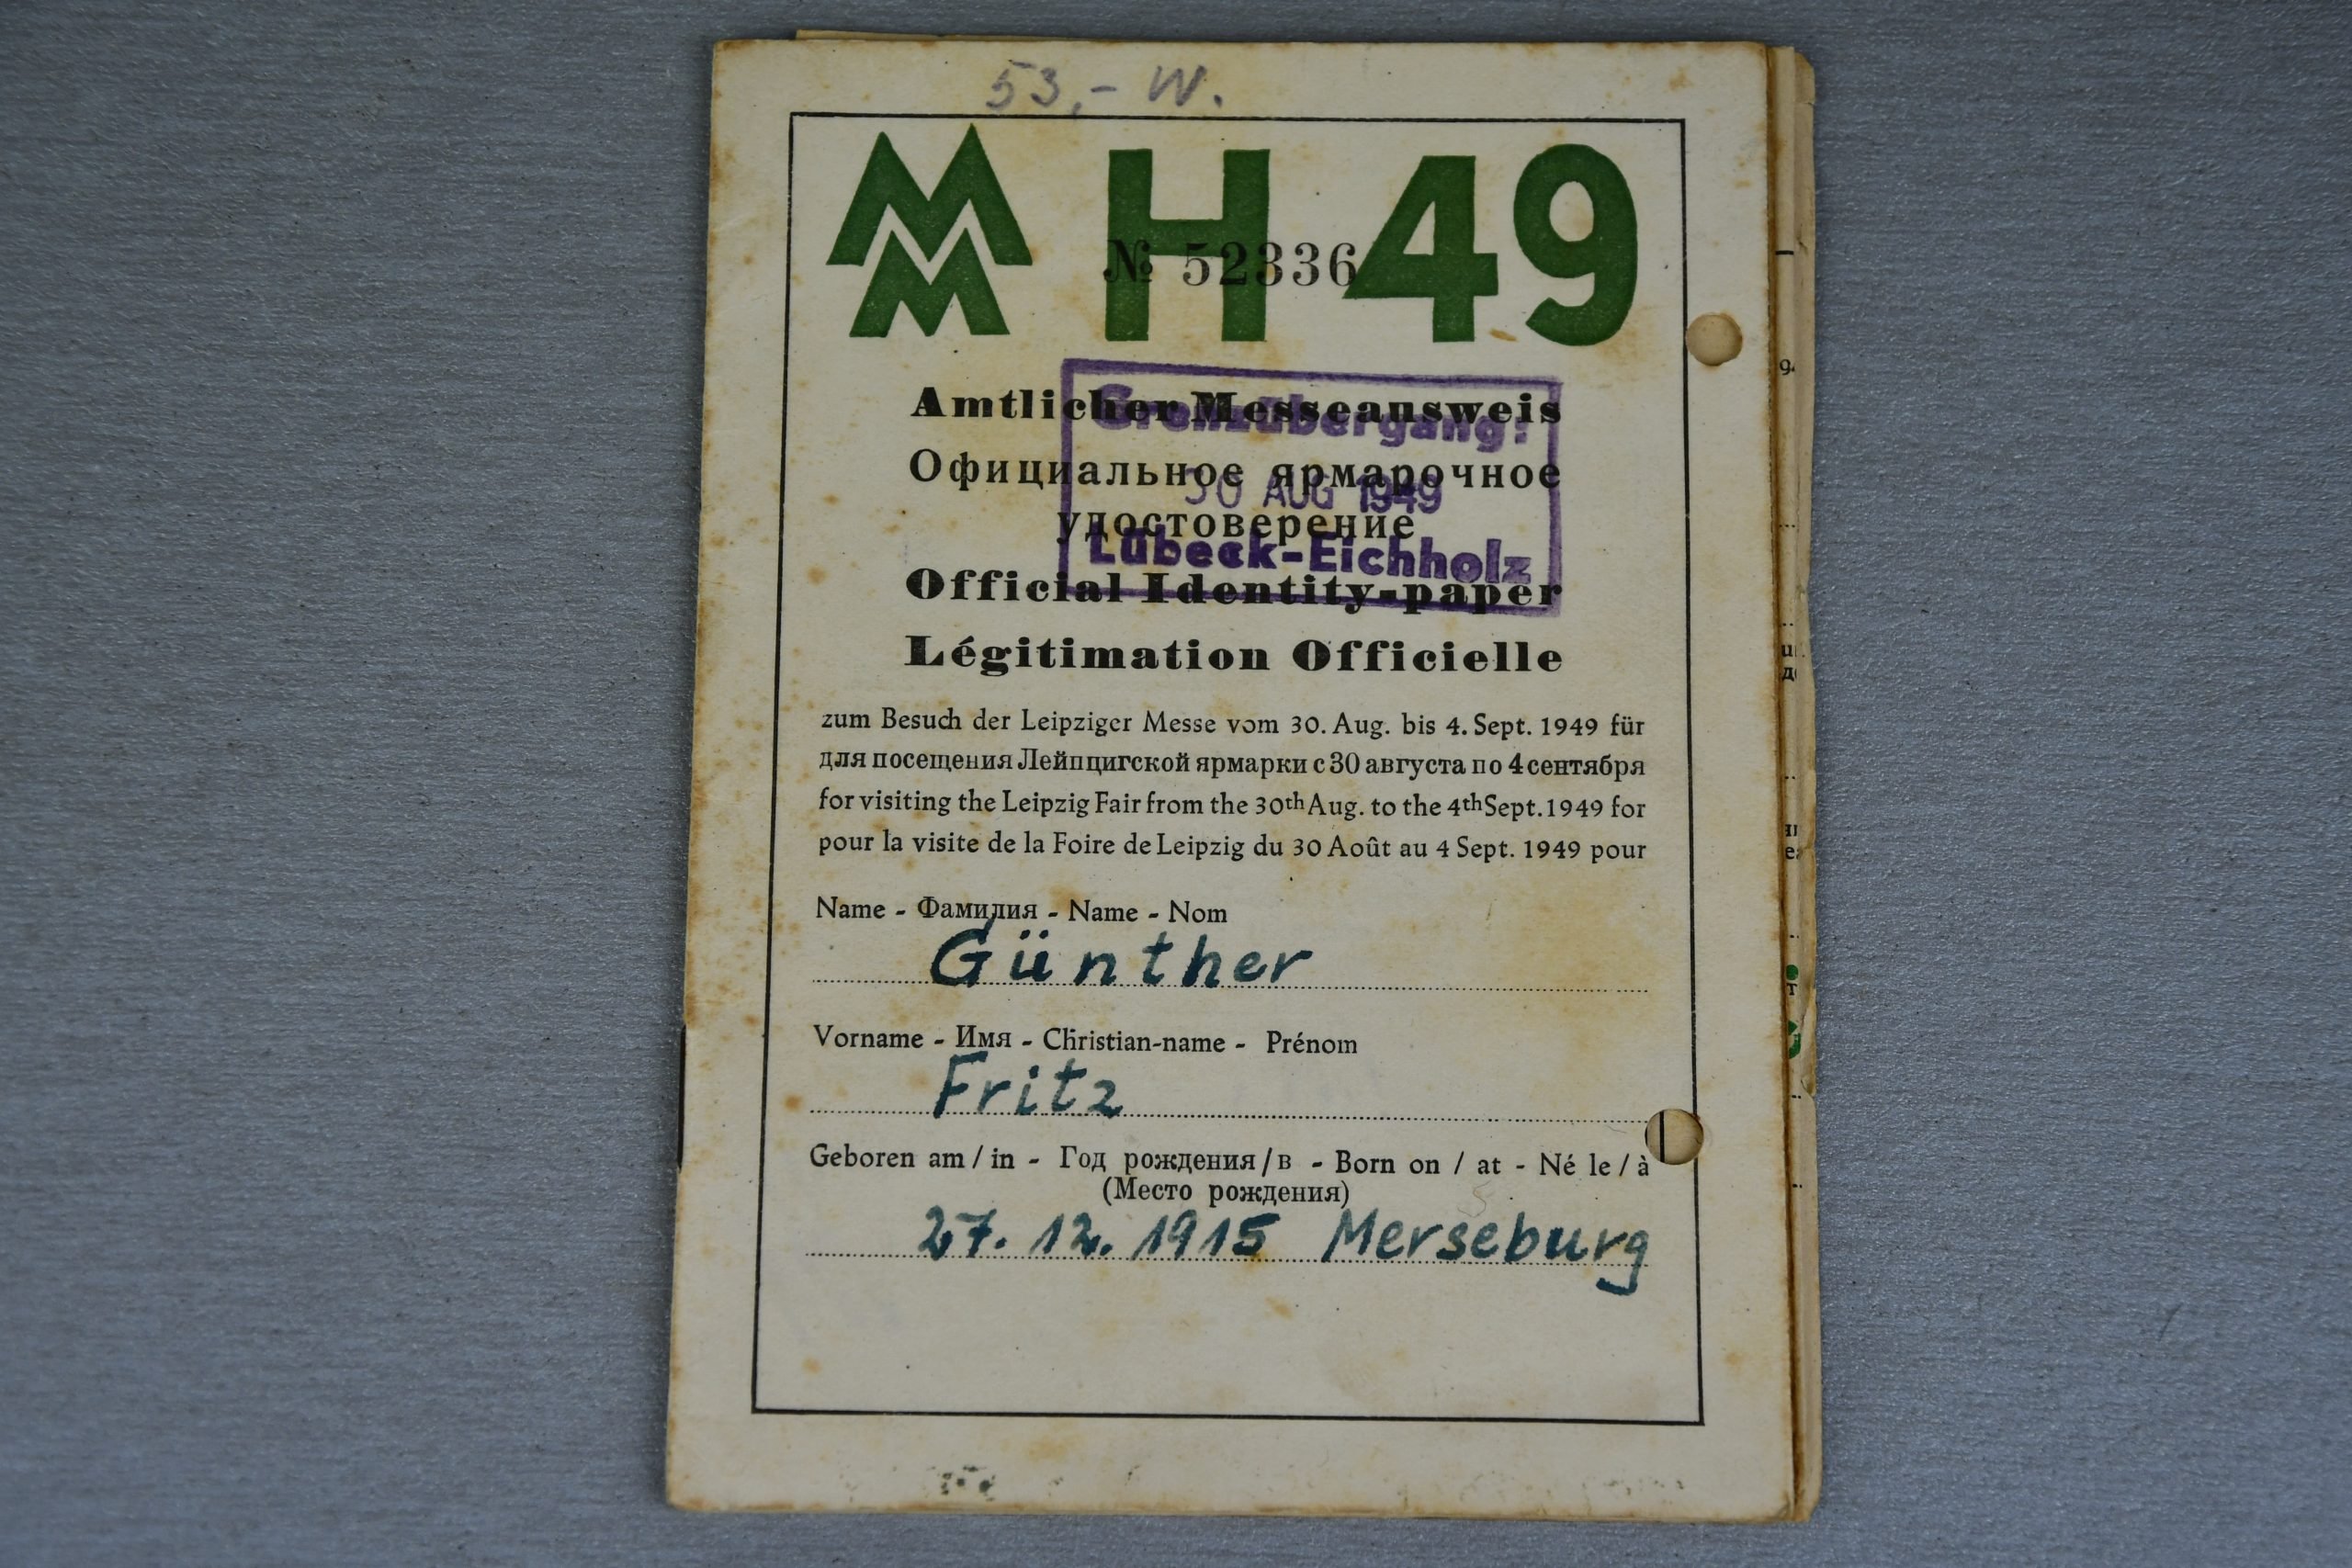 53,- W.
MM H 49
№ 52336
Amtlicher Messeausweis
Grenzübergang:
Официальное ярмарочное
30 AUG 1949
удостоверение
Lübeck-Eichholz
Official Identity-paper
Légitimation Officielle
zum Besuch der Leipziger Messe vom 30. Aug. bis 4. Sept. 1949 für
для посещения Лейпцигской ярмарки с 30 августа по 4 сентября
for visiting the Leipzig Fair from the 30th Aug. to the 4th Sept. 1949 for
pour la visite de la Foire de Leipzig du 30 Août au 4 Sept. 1949 pour
Name - Фамилия - Name - Nom
Günther
Vorname - Имя - Christian-name - Prénom
Fritz
Geboren am / in - Год рождения / в - Born on / at - Né le / à
(Место рождения)
27. 12. 1915 Merseburg